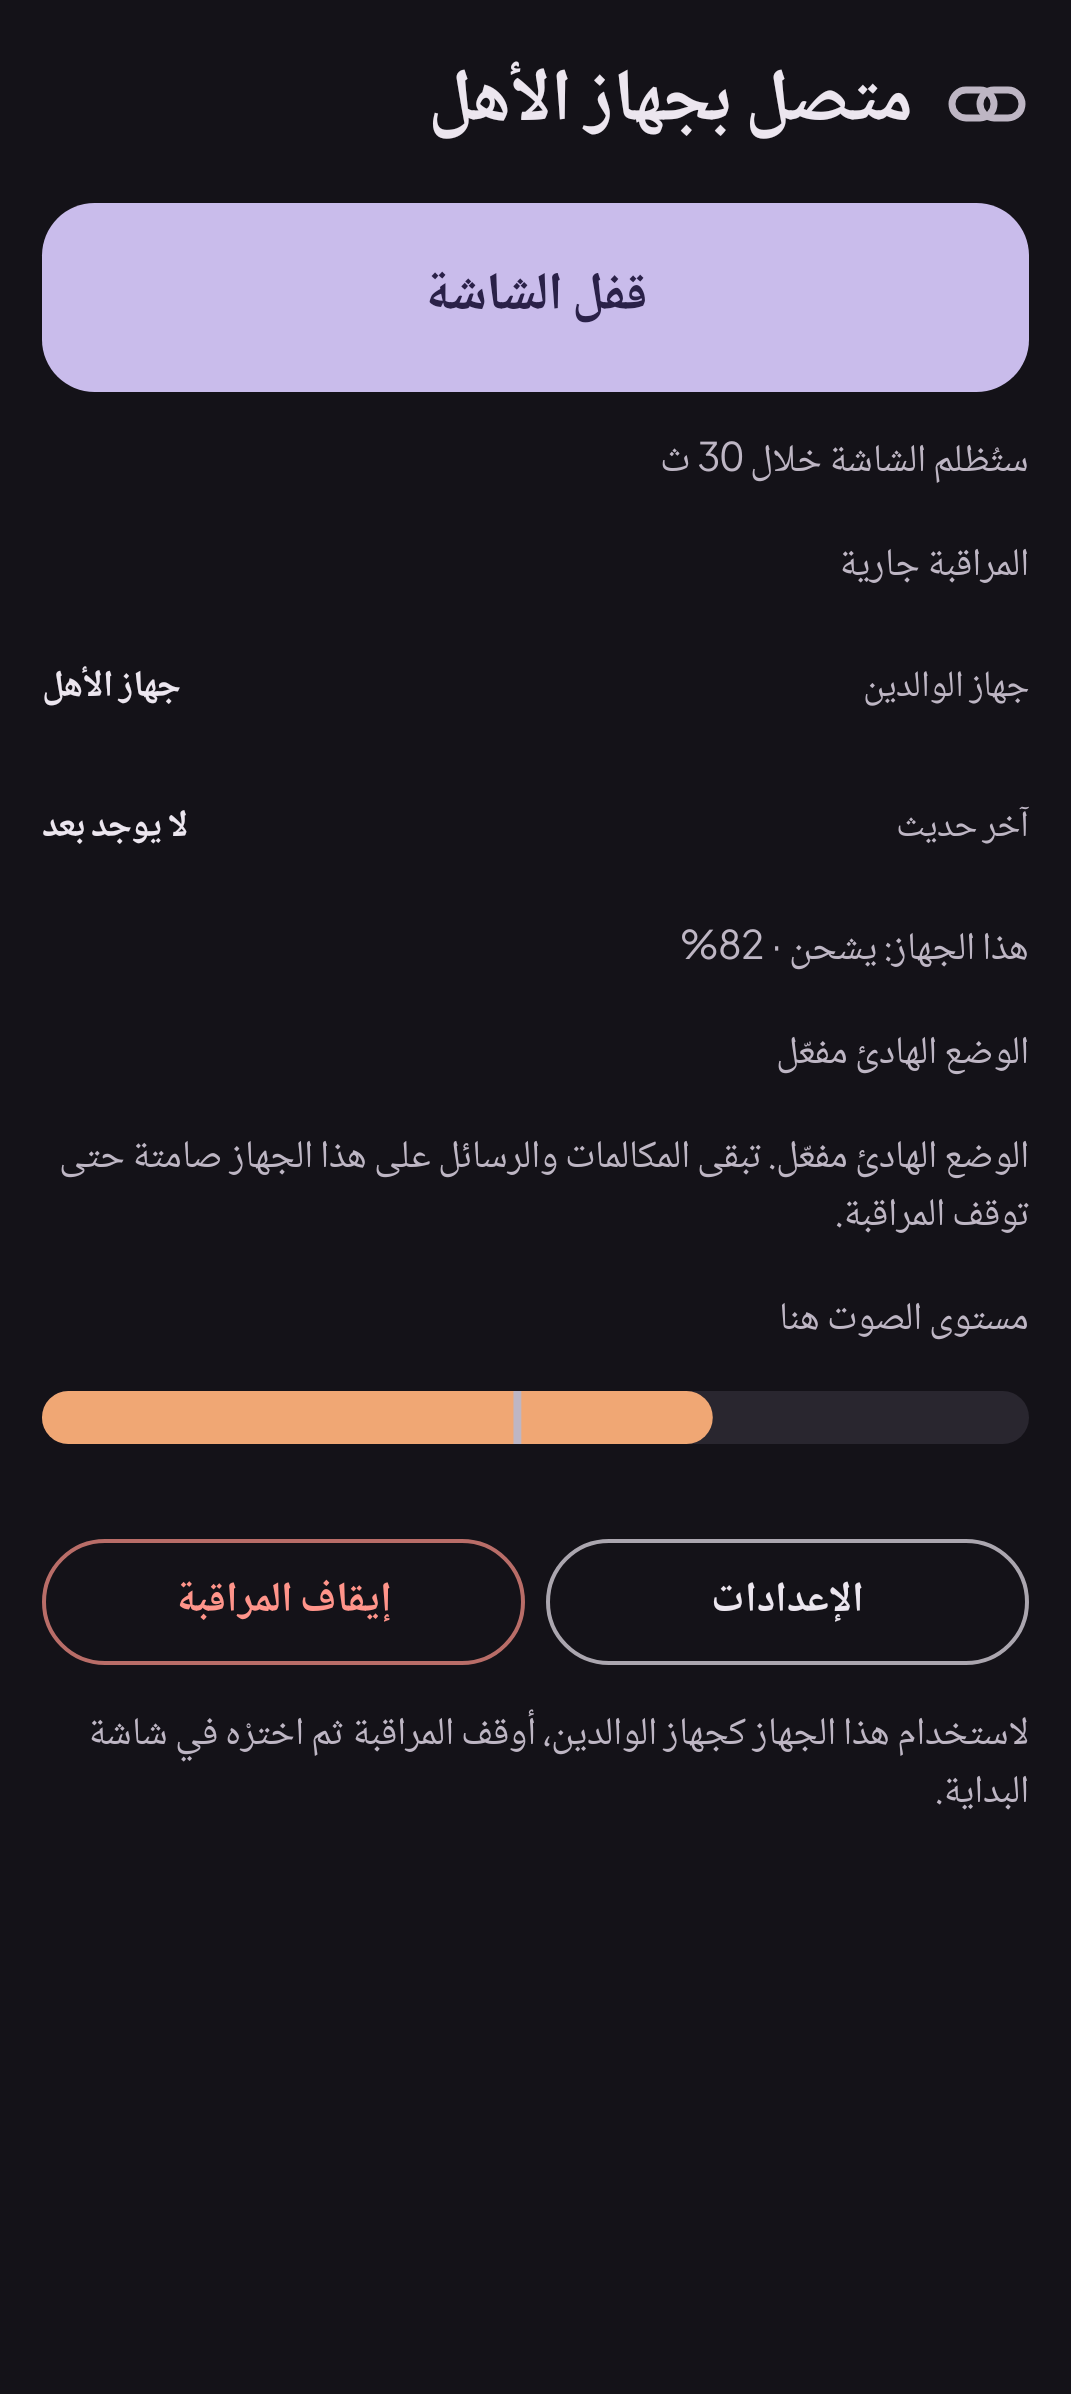 متصل بجهاز الأهل
قفل الشاشة
ستُظلم الشاشة خلال 30 ث
المراقبة جارية
جهاز الوالدين
جهاز الأهل
آخر حديث
لا يوجد بعد
هذا الجهاز: يشحن · 82%
الوضع الهادئ مفعّل
الوضع الهادئ مفعّل. تبقى المكالمات والرسائل على هذا الجهاز صامتة حتى
توقف المراقبة.
مستوى الصوت هنا
الإعدادات
إيقاف المراقبة
لاستخدام هذا الجهاز كجهاز الوالدين، أوقف المراقبة ثم اخترْه في شاشة
البداية.